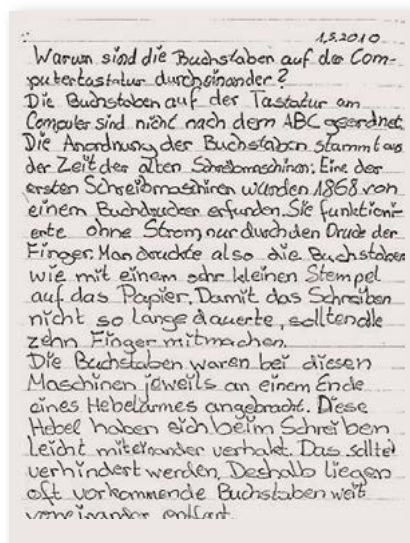 1.3.2010
Warum sind die Buchstaben auf der Com-
putertastatur durcheinander?
Die Buchstaben auf der Tastatur am
Computer sind nicht nach dem ABC geordnet.
Die Anordnung der Buchstaben stammt aus
der Zeit der alten Schreibmaschinen: Eine der
ersten Schreibmaschinen wurden 1868 von
einem Buchdrucker erfunden. Sie funktioni-
erte ohne Strom, nur durch den Druck der
Finger. Man druckte also die Buchstaben
wie mit einem sehr kleinen Stempel
auf das Papier. Damit das Schreiben
nicht so lange dauerte, sollten alle
zehn Finger mitmachen.
Die Buchstaben waren bei diesen
Maschinen jeweils an einem Ende
eines Hebelarmes angebracht. Diese
Hebel haben sich beim Schreiben
leicht miteinander verhakt. Das sollte
verhindert werden. Deshalb liegen
oft vorkommende Buchstaben weit
voneinander entfernt.